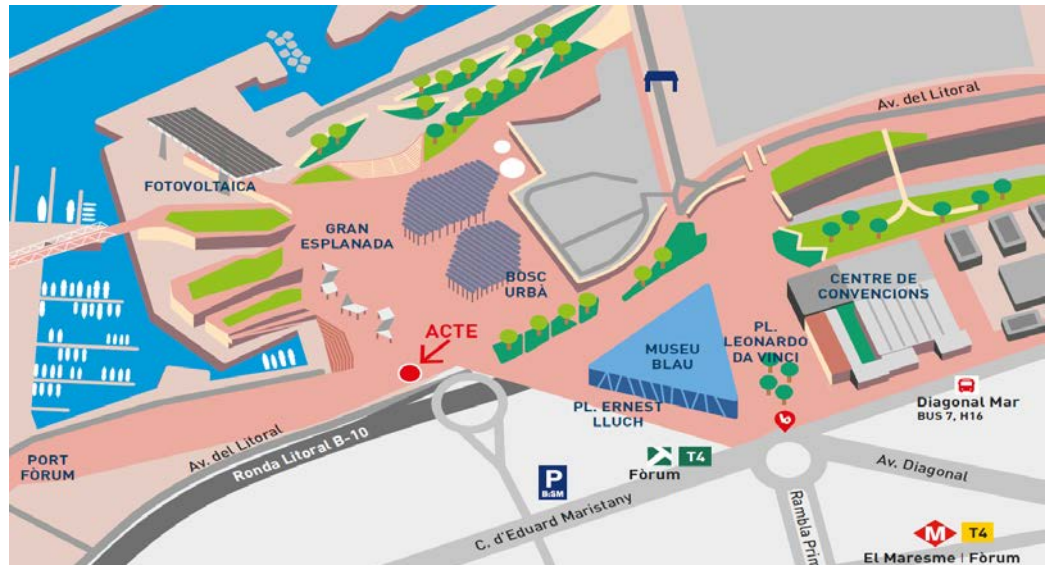 Av. del Litoral
FOTOVOLTAICA
GRAN
ESPLANADA
BOSC
URBÀ
CENTRE DE
CONVENCIONS
ACTE
MUSEU
BLAU
PL.
LEONARDO
DA VINCI
PL. ERNEST
LLUCH
Diagonal Mar
BUS 7, H16
Av. del Litoral
Ronda Litoral B-10
PORT
FÒRUM
P
B:SM
T4
Fòrum
C. d'Eduard Maristany
Av. Diagonal
Rambla Prim
M T4
El Maresme | Fòrum